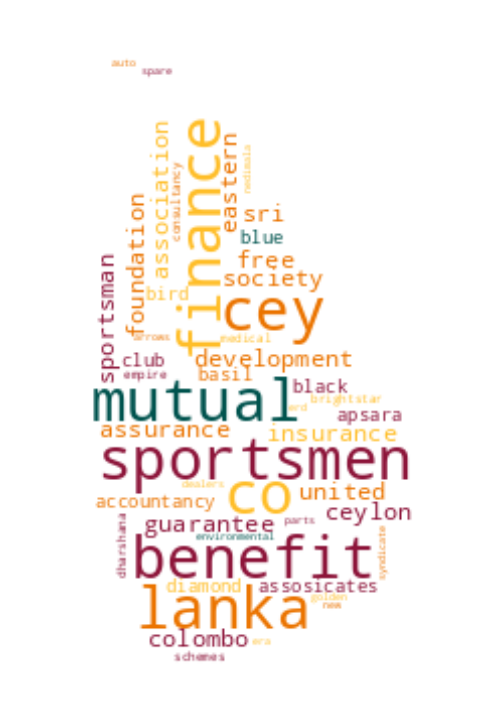 auto
spare
finance
association
eastern
consultancy
nedimala
foundation
sri
blue
sportsman
free
society
bird
cey
arrows
medical
club
development
empire
basil
mutual
black
brightstar
erd
apsara
assurance
insurance
sportsmen
dealers
co
united
accountancy
ceylon
guarantee
parts
dharshana
environmental
syndicate
benefit
diamond
assosicates
lanka
golden
new
colombo
era
schemes